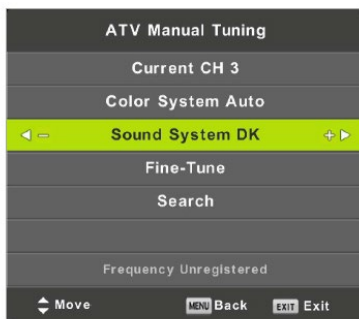 ATV Manual Tuning
Current CH 3
Color System Auto
− Sound System DK +
Fine-Tune
Search
Frequency Unregistered
Move MENU Back EXIT Exit